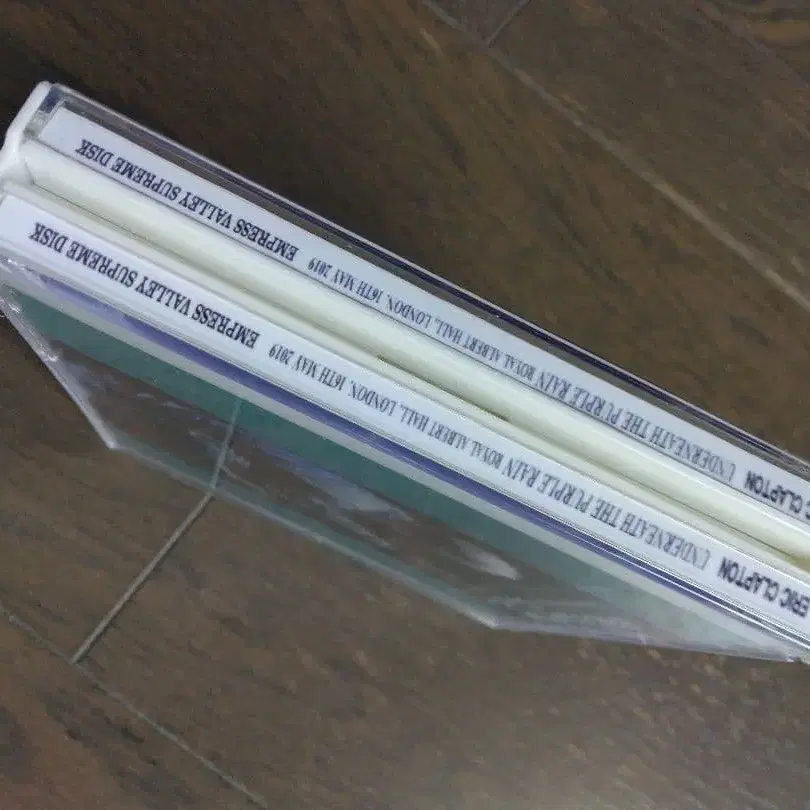 ERIC CLAPTON UNDERNEATH THE PURPLE RAIN ROYAL ALBERT HALL, LONDON, 16TH MAY 2019 EMPRESS VALLEY SUPREME DISK
ERIC CLAPTON UNDERNEATH THE PURPLE RAIN ROYAL ALBERT HALL, LONDON, 16TH MAY 2019 EMPRESS VALLEY SUPREME DISK